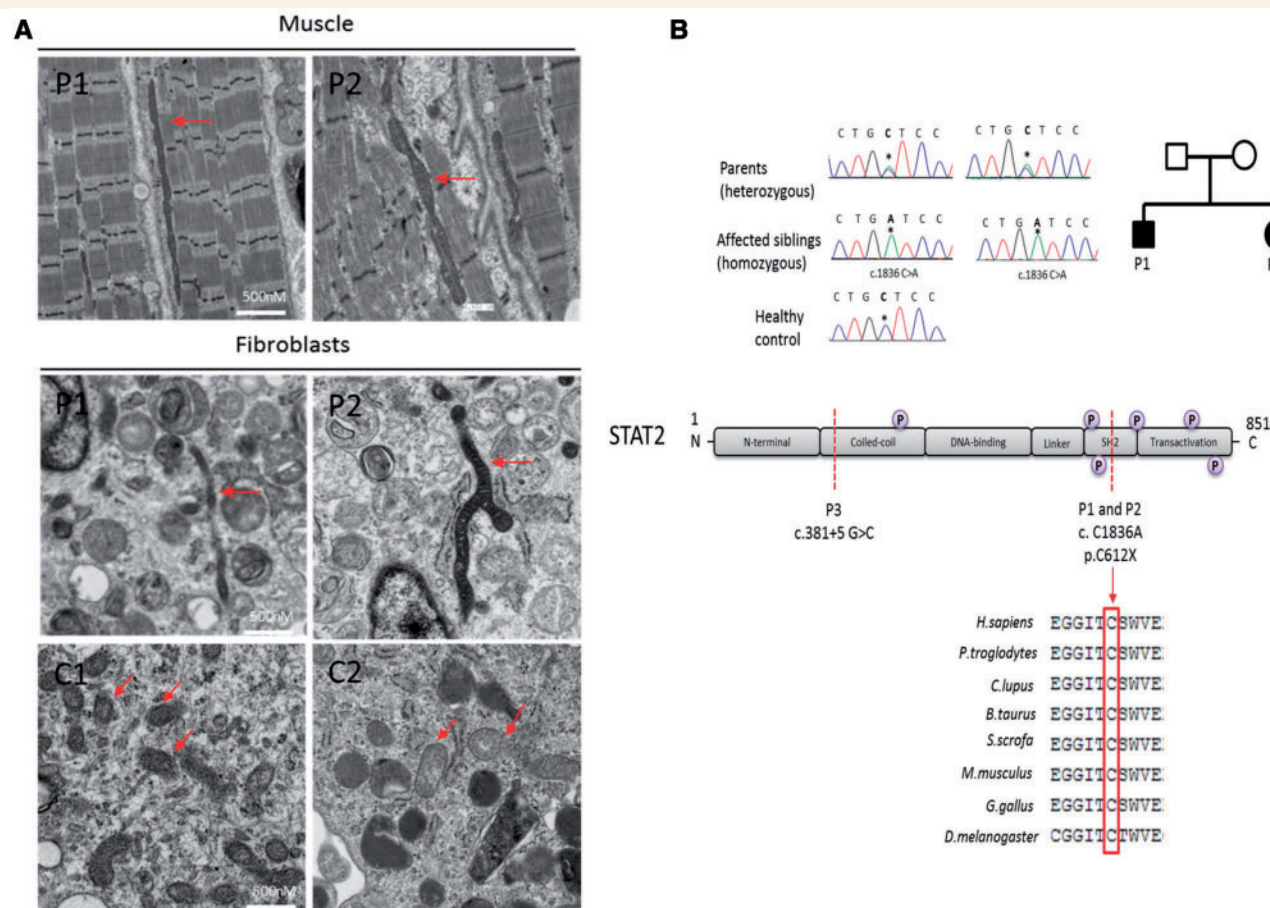 A
Muscle
P1
P2
500nM
Fibroblasts
P1
P2
500nM
C1
C2
500nM
B
C T G C T C C
C T G C T C C
*
*
Parents
(heterozygous)
C T G A T C C
C T G A T C C
*
*
Affected siblings
(homozygous)
c.1836 C>A
c.1836 C>A
P1
C T G C T C C
*
Healthy
control
STAT2
1
N
N-terminal
Coiled-coil
DNA-binding
Linker
SH2
Transactivation
P
P
P
P
P
P
851
C
P3
c.381+5 G>C
P1 and P2
c. C1836A
p.C612X
H.sapiens EGGITCSWVE
P.troglodytes EGGITCSWVE
C.lupus EGGITCSWVE
B.taurus EGGITCSWVE
S.scrofa EGGITCSWVE
M.musculus EGGITCSWVE
G.gallus EGGITCSWVE
D.melanogaster CGGITCTWVE